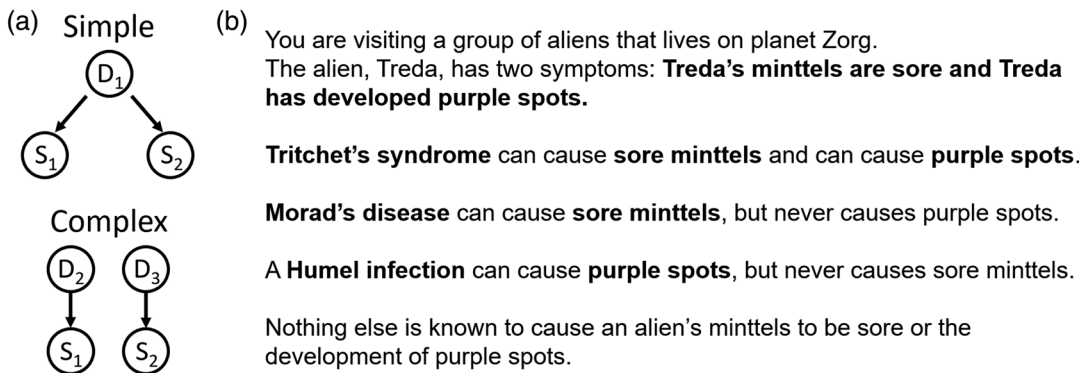 (a)
Simple
D1
S1
S2
Complex
D2
D3
S1
S2
(b)
You are visiting a group of aliens that lives on planet Zorg.
The alien, Treda, has two symptoms: Treda's minttels are sore and Treda
has developed purple spots.
Tritchet's syndrome can cause sore minttels and can cause purple spots.
Morad's disease can cause sore minttels, but never causes purple spots.
A Humel infection can cause purple spots, but never causes sore minttels.
Nothing else is known to cause an alien's minttels to be sore or the
development of purple spots.